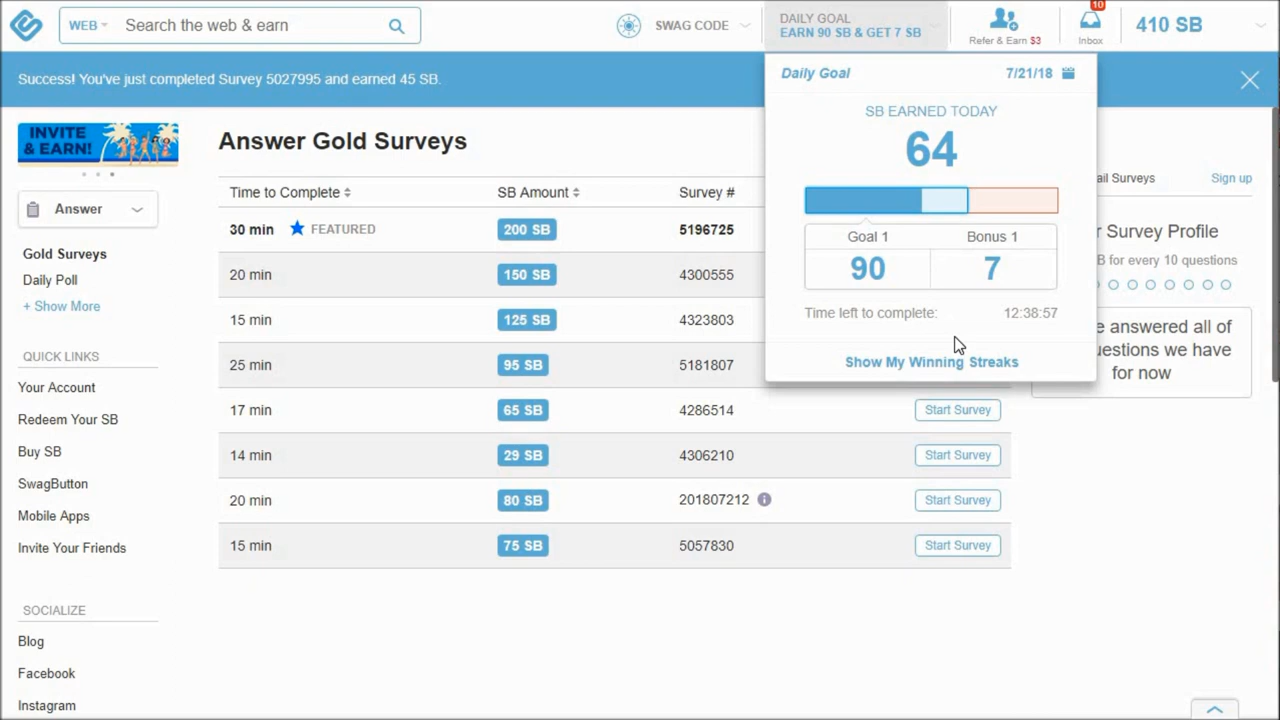 WEB
Search the web & earn
SWAG CODE
DAILY GOAL
EARN 90 SB & GET 7 SB
Refer & Earn $3
10
Inbox
410 SB
Success! You've just completed Survey 5027995 and earned 45 SB.
Daily Goal 7/21/18
SB EARNED TODAY
64
Goal 1 Bonus 1
90 7
Time left to complete: 12:38:57
Show My Winning Streaks
INVITE
& EARN!
Answer
Gold Surveys
Daily Poll
+ Show More
QUICK LINKS
Your Account
Redeem Your SB
Buy SB
SwagButton
Mobile Apps
Invite Your Friends
SOCIALIZE
Blog
Facebook
Instagram
Answer Gold Surveys
Time to Complete SB Amount Survey #
30 min FEATURED 200 SB 5196725
20 min 150 SB 4300555
15 min 125 SB 4323803
25 min 95 SB 5181807
17 min 65 SB 4286514 Start Survey
14 min 29 SB 4306210 Start Survey
20 min 80 SB 201807212 Start Survey
15 min 75 SB 5057830 Start Survey
ail Surveys Sign up
r Survey Profile
B for every 10 questions
e answered all of
uestions we have
for now